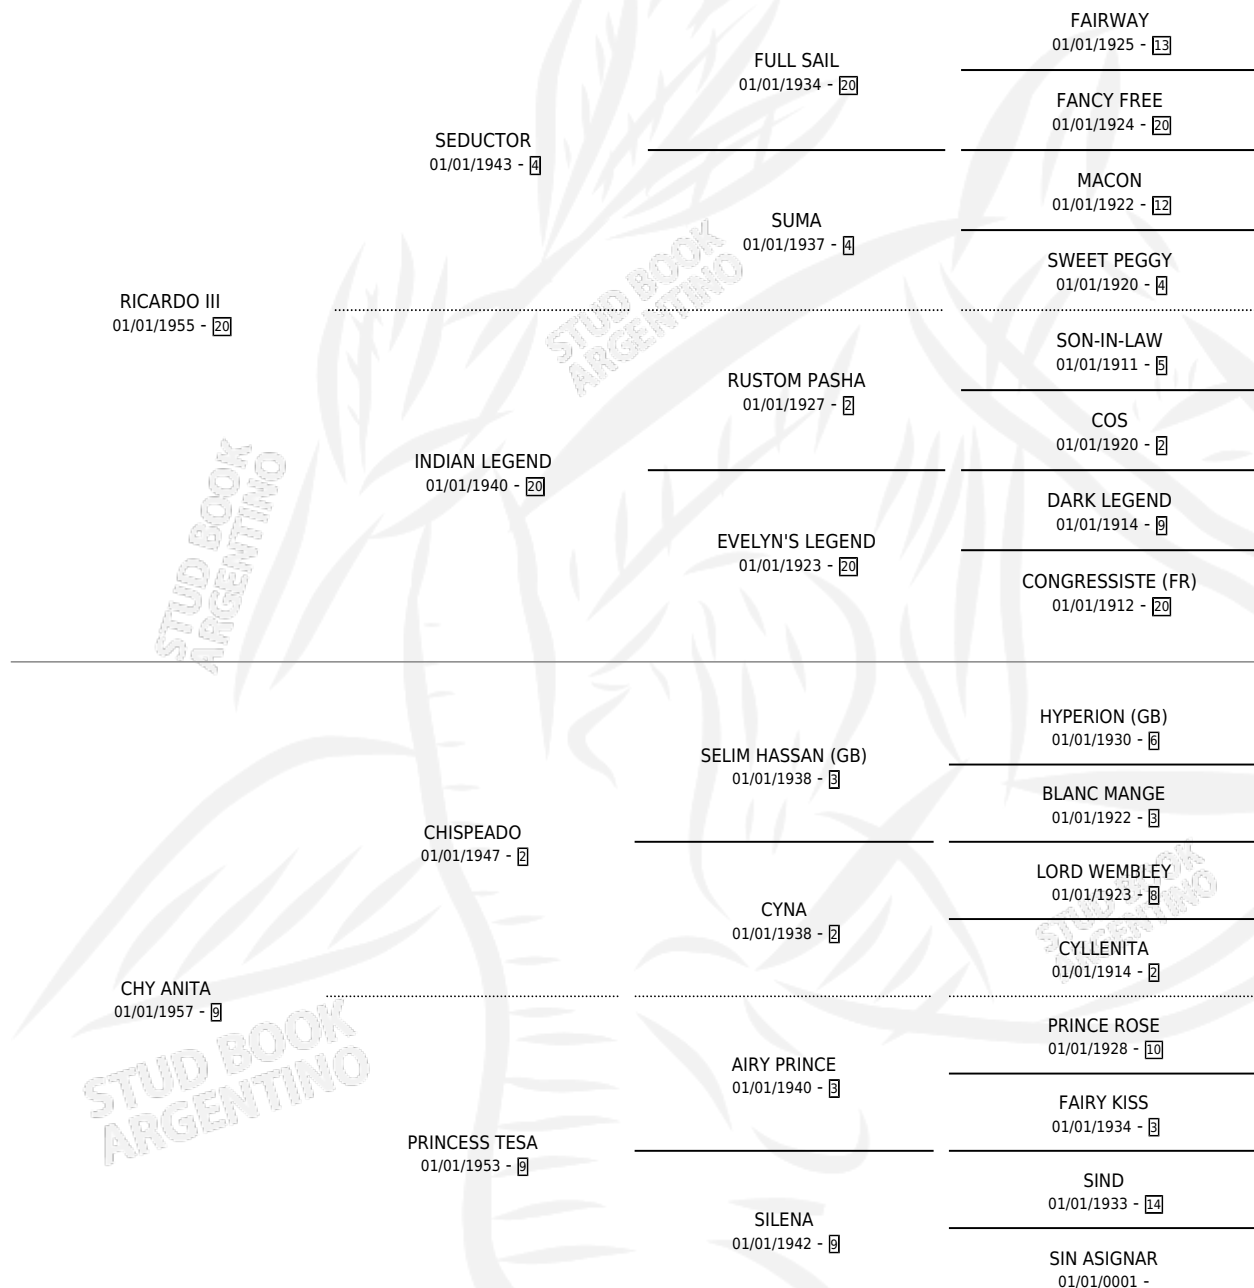 FAIRWAY
01/01/1925 - 13
FULL SAIL
01/01/1934 - 20
FANCY FREE
01/01/1924 - 20
SEDUCTOR
01/01/1943 - 4
MACON
01/01/1922 - 12
SUMA
01/01/1937 - 4
SWEET PEGGY
01/01/1920 - 4
RICARDO III
01/01/1955 - 20
SON-IN-LAW
01/01/1911 - 5
RUSTOM PASHA
01/01/1927 - 2
COS
01/01/1920 - 2
INDIAN LEGEND
01/01/1940 - 20
DARK LEGEND
01/01/1914 - 9
EVELYN'S LEGEND
01/01/1923 - 20
CONGRESSISTE (FR)
01/01/1912 - 20
HYPERION (GB)
01/01/1930 - 6
SELIM HASSAN (GB)
01/01/1938 - 3
BLANC MANGE
01/01/1922 - 3
CHISPEADO
01/01/1947 - 2
LORD WEMBLEY
01/01/1923 - 8
CYNA
01/01/1938 - 2
CYLLENITA
01/01/1914 - 2
CHY ANITA
01/01/1957 - 9
PRINCE ROSE
01/01/1928 - 10
AIRY PRINCE
01/01/1940 - 3
FAIRY KISS
01/01/1934 - 3
PRINCESS TESA
01/01/1953 - 9
SIND
01/01/1933 - 14
SILENA
01/01/1942 - 9
SIN ASIGNAR
01/01/0001 -
STUD BOOK
ARGENTINO
STUD BOOK
ARGENTINO
STUD BOOK
ARGENTINO
STUD BOOK
ARGENTINO